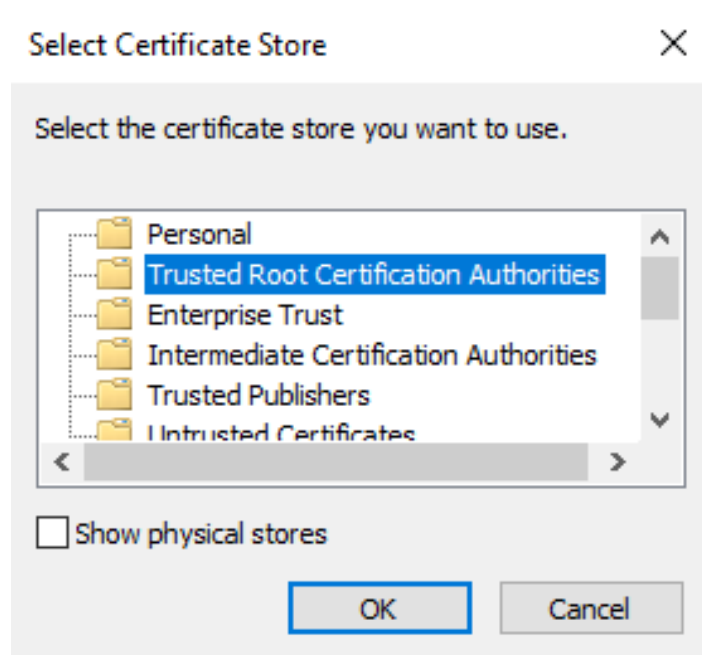 Select Certificate Store
Select the certificate store you want to use.
Personal
Trusted Root Certification Authorities
Enterprise Trust
Intermediate Certification Authorities
Trusted Publishers
Untrusted Certificates
Show physical stores
OK
Cancel